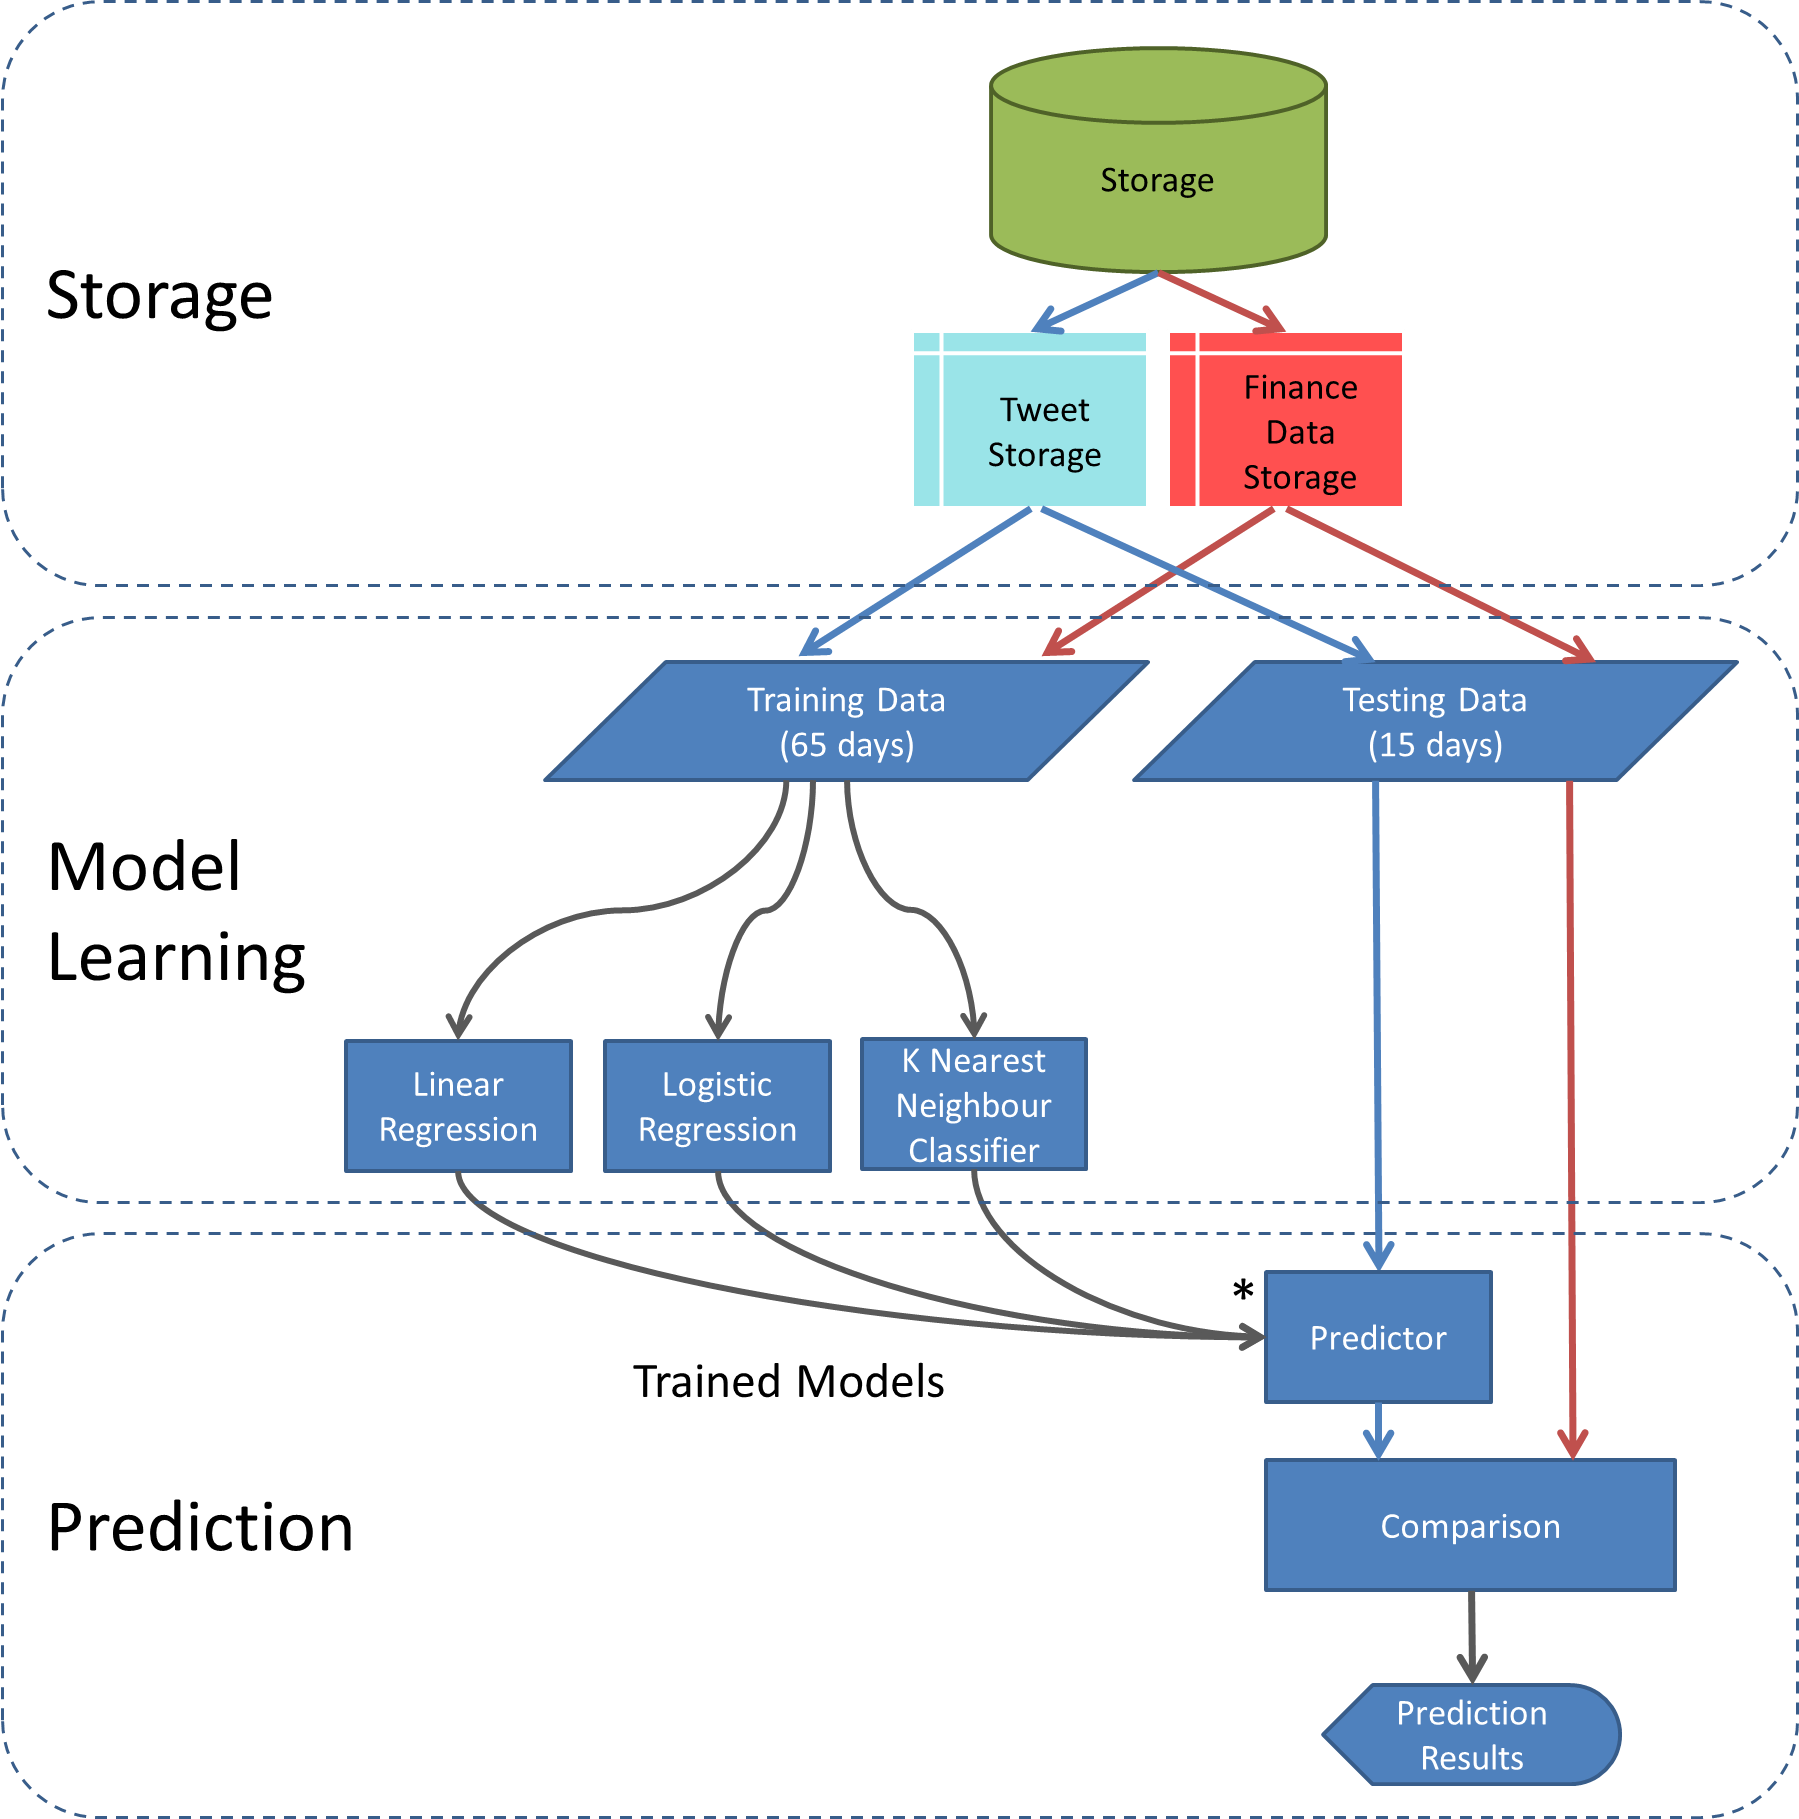 Storage
Storage
Tweet
Storage
Finance
Data
Storage
Model
Learning
Training Data
(65 days)
Testing Data
(15 days)
Linear
Regression
Logistic
Regression
K Nearest
Neighbour
Classifier
Prediction
*
Predictor
Trained Models
Comparison
Prediction
Results